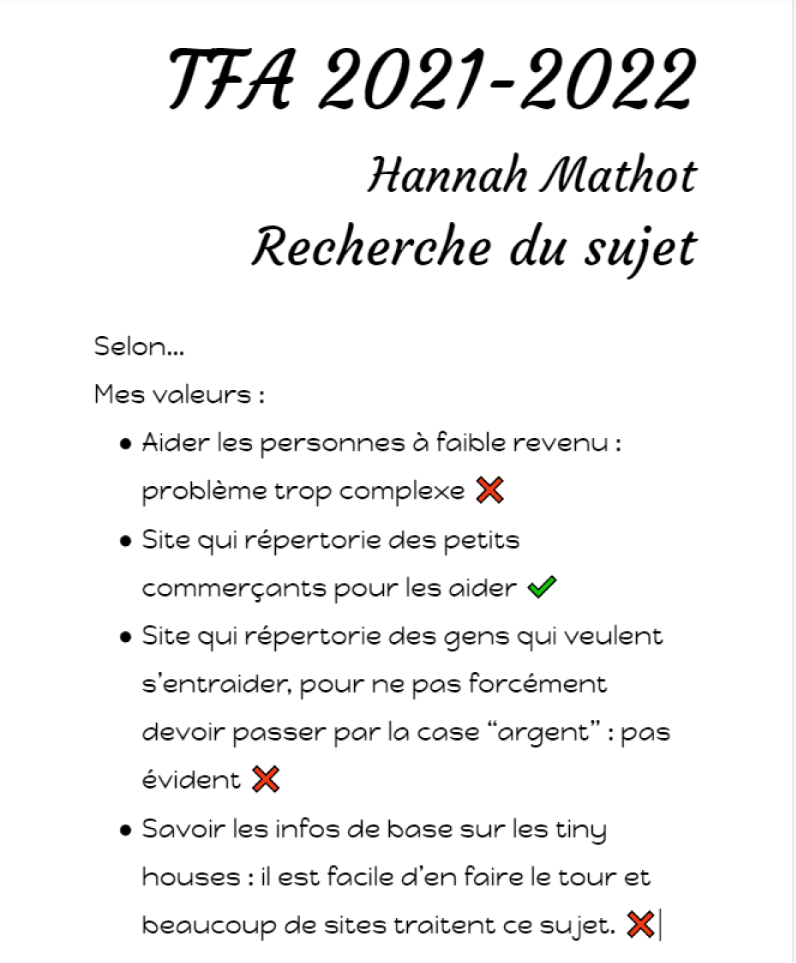 TFA 2021-2022
Hannah Mathot
Recherche du sujet
Selon...
Mes valeurs :
● Aider les personnes à faible revenu :
problème trop complexe ❌
● Site qui répertorie des petits
commerçants pour les aider ✔
● Site qui répertorie des gens qui veulent
s'entraider, pour ne pas forcément
devoir passer par la case “argent” : pas
évident ❌
● Savoir les infos de base sur les tiny
houses : il est facile d'en faire le tour et
beaucoup de sites traitent ce sujet. ❌